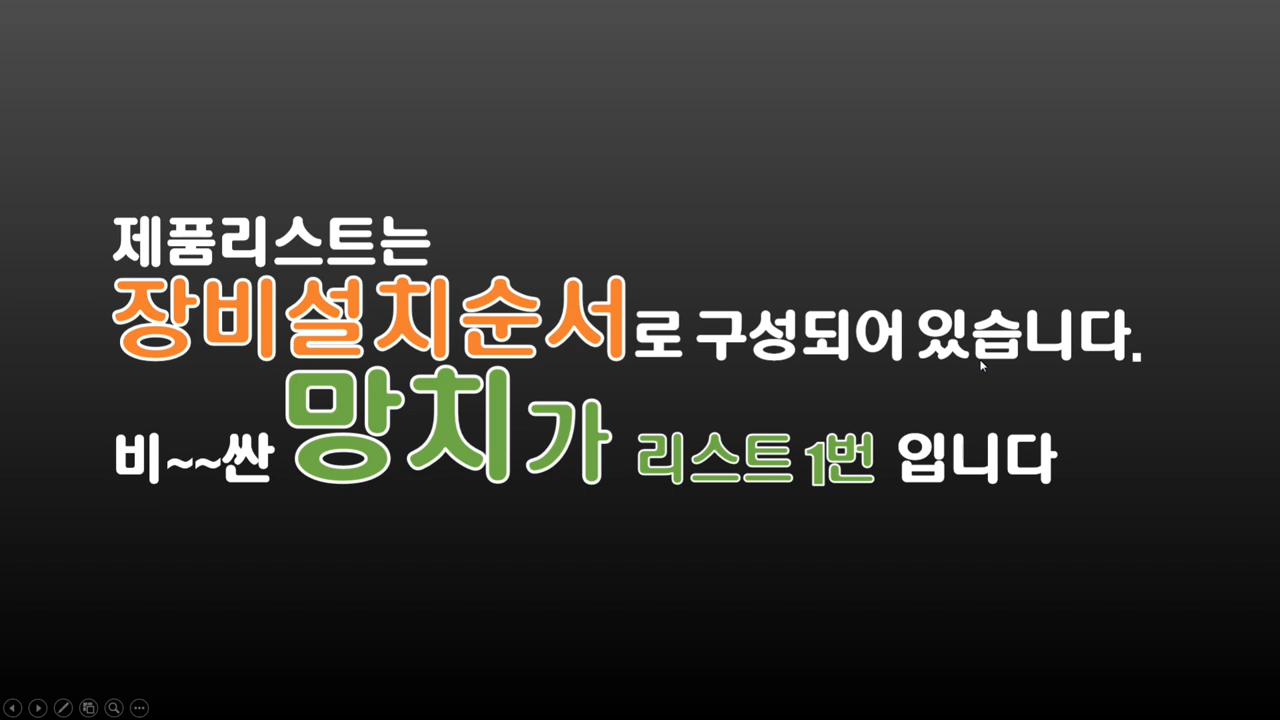 제품리스트는
장비설치순서로 구성되어 있습니다.
비~~싼 망치가 리스트 1번 입니다